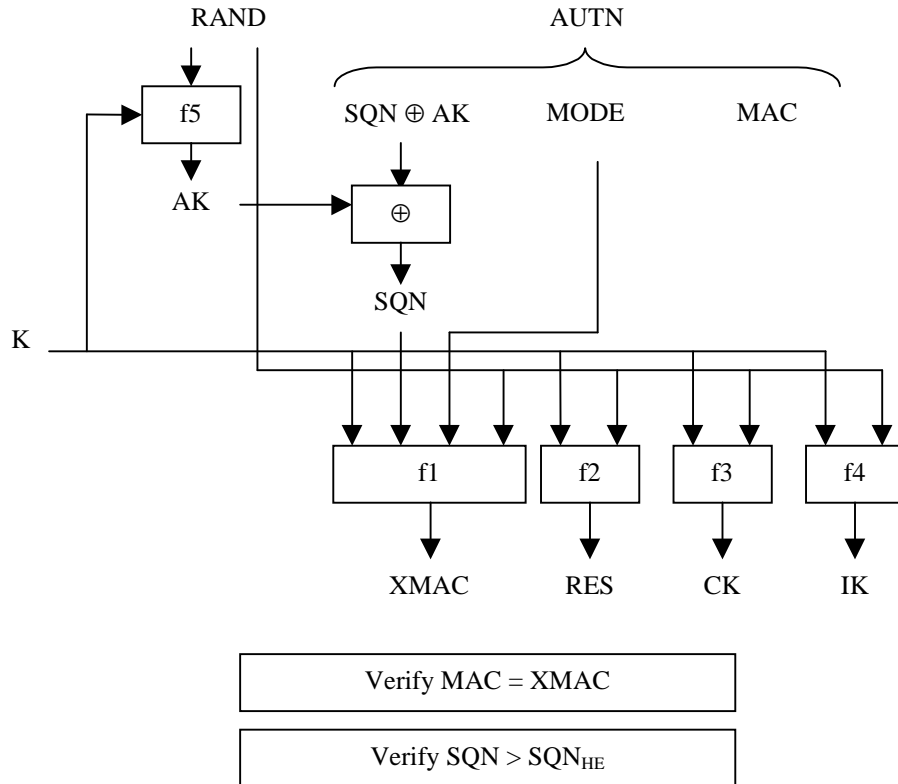 RAND AUTN
f5 SQN ⊕ AK MODE MAC
AK ⊕
SQN
K
f1 f2 f3 f4
XMAC RES CK IK
Verify MAC = XMAC
Verify SQN > SQN_HE